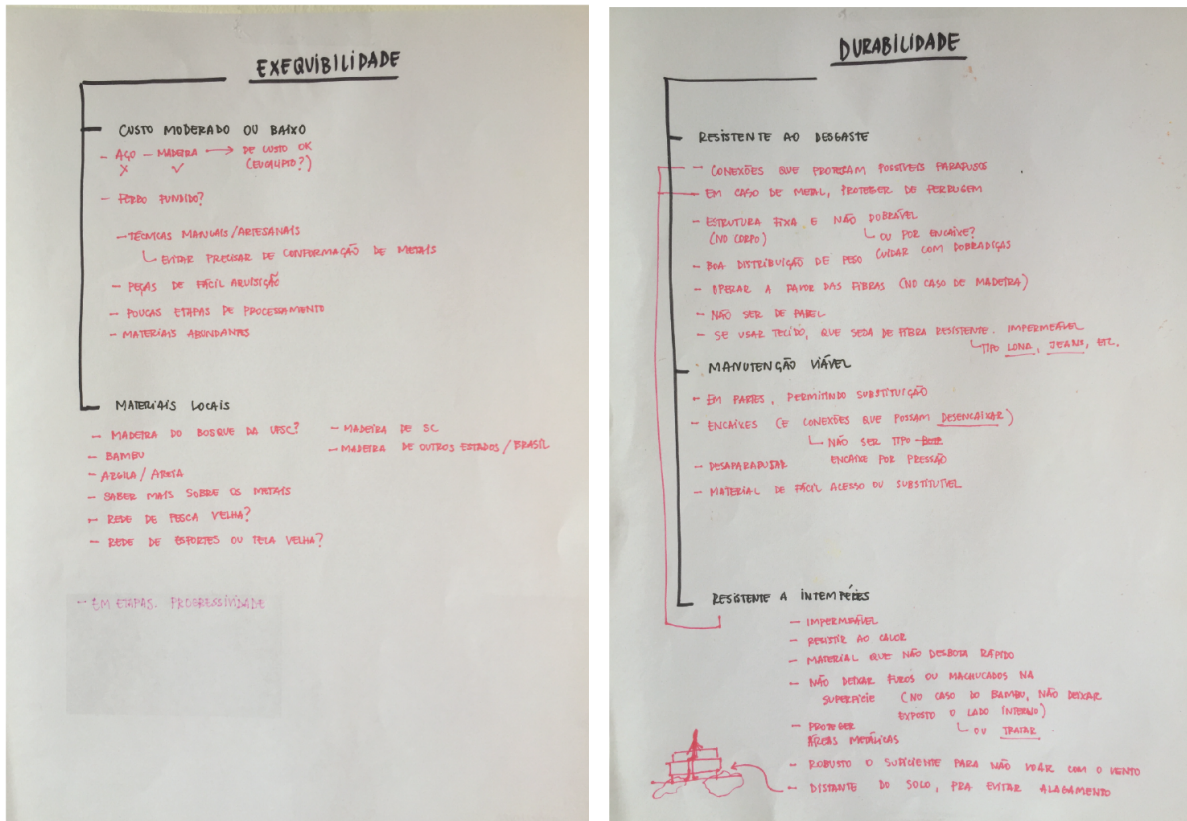 EXEQUIBILIDADE
CUSTO MODERADO OU BAIXO
- AÇO - MADEIRA → DE CUSTO OK
X ✓ (EUCALIPTO?)
- FERRO FUNDIDO?
- TÉCNICAS MANUAIS/ARTESANAIS
EVITAR PRECISAR DE CONFORMAÇÃO DE METAIS
- PEÇAS DE FÁCIL AQUISIÇÃO
- POUCAS ETAPAS DE PROCESSAMENTO
- MATERIAIS ABUNDANTES
MATERIAIS LOCAIS
- MADEIRA DO BOSQUE DA UFSC? - MADEIRA DE SC
- BAMBU - MADEIRA DE OUTROS ESTADOS / BRASIL
- ARGILA / AREIA
- SABER MAIS SOBRE OS METAIS
- REDE DE PESCA VELHA?
- REDE DE ESPORTES OU TELA VELHA?
- EM ETAPAS. PROGRESSIVIDADE
DURABILIDADE
RESISTENTE AO DESGASTE
- CONEXÕES QUE PROTEJAM POSSÍVEIS PARAFUSOS
- EM CASO DE METAL, PROTEGER DE FERRUGEM
- ESTRUTURA FIXA E NÃO DOBRÁVEL
(NO CORPO) OU POR ENCAIXE?
CUIDAR COM DOBRADIÇAS
- BOA DISTRIBUIÇÃO DE PESO
- OPERAR A FAVOR DAS FIBRAS (NO CASO DE MADEIRA)
- NÃO SER DE PAPEL
- SE USAR TECIDO, QUE SEJA DE FIBRA RESISTENTE. IMPERMEÁVEL
TIPO LONA, JEANS, ETC.
MANUTENÇÃO VIÁVEL
- EM PARTES, PERMITINDO SUBSTITUIÇÃO
- ENCAIXES (E CONEXÕES QUE POSSAM DESENCAIXAR)
NÃO SER TIPO
ENCAIXE POR PRESSÃO
- DESAPARAFUSAR
- MATERIAL DE FÁCIL ACESSO OU SUBSTITUÍVEL
RESISTENTE A INTEMPÉRIES
- IMPERMEÁVEL
- RESISTIR AO CALOR
- MATERIAL QUE NÃO DESBOTA RÁPIDO
- NÃO DEIXAR FUROS OU MACHUCADOS NA
SUPERFÍCIE (NO CASO DO BAMBU, NÃO DEIXAR
EXPOSTO O LADO INTERNO)
OU TRATAR
- PROTEGER
ÁREAS METÁLICAS
- ROBUSTO O SUFICIENTE PARA NÃO VOAR COM O VENTO
- DISTANTE DO SOLO, PRA EVITAR ALAGAMENTO